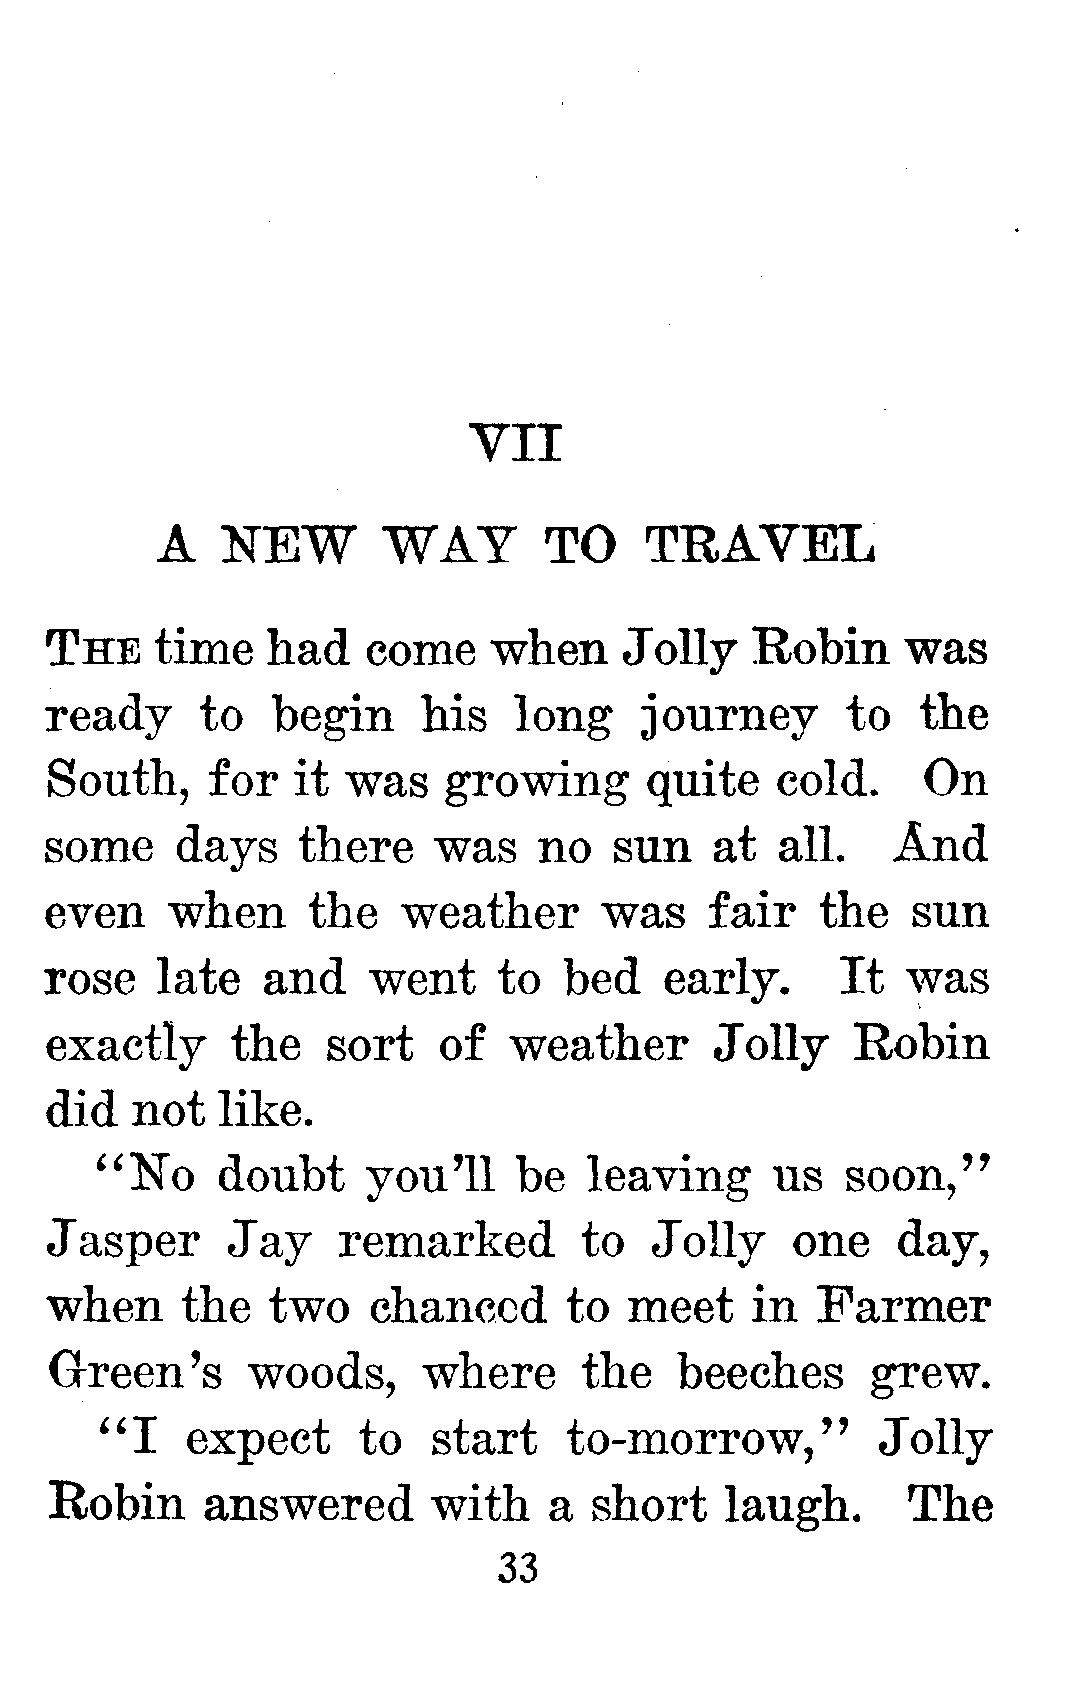 VII
A NEW WAY TO TRAVEL
THE time had come when Jolly Robin was
ready to begin his long journey to the
South, for it was growing quite cold. On
some days there was no sun at all. And
even when the weather was fair the sun
rose late and went to bed early. It was
exactly the sort of weather Jolly Robin
did not like.
“No doubt you’ll be leaving us soon,”
Jasper Jay remarked to Jolly one day,
when the two chanced to meet in Farmer
Green’s woods, where the beeches grew.
“I expect to start to-morrow,” Jolly
Robin answered with a short laugh. The
33